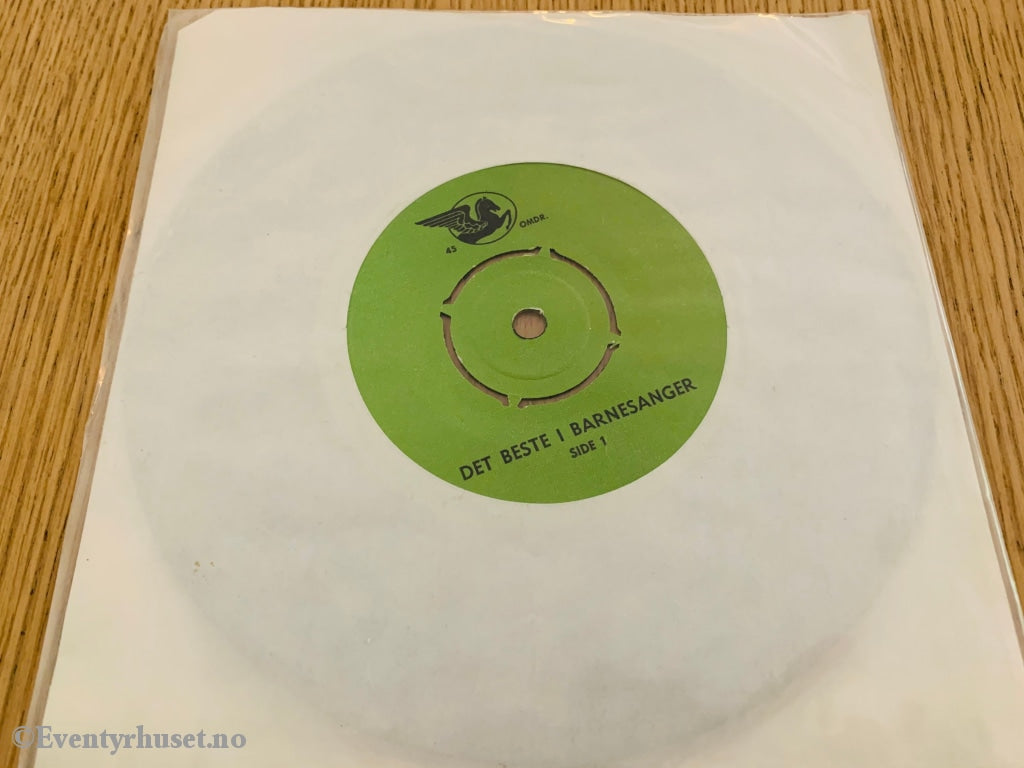 45 OMDR.
DET BESTE I BARNESANGER
SIDE 1
©Eventyrhuset.no